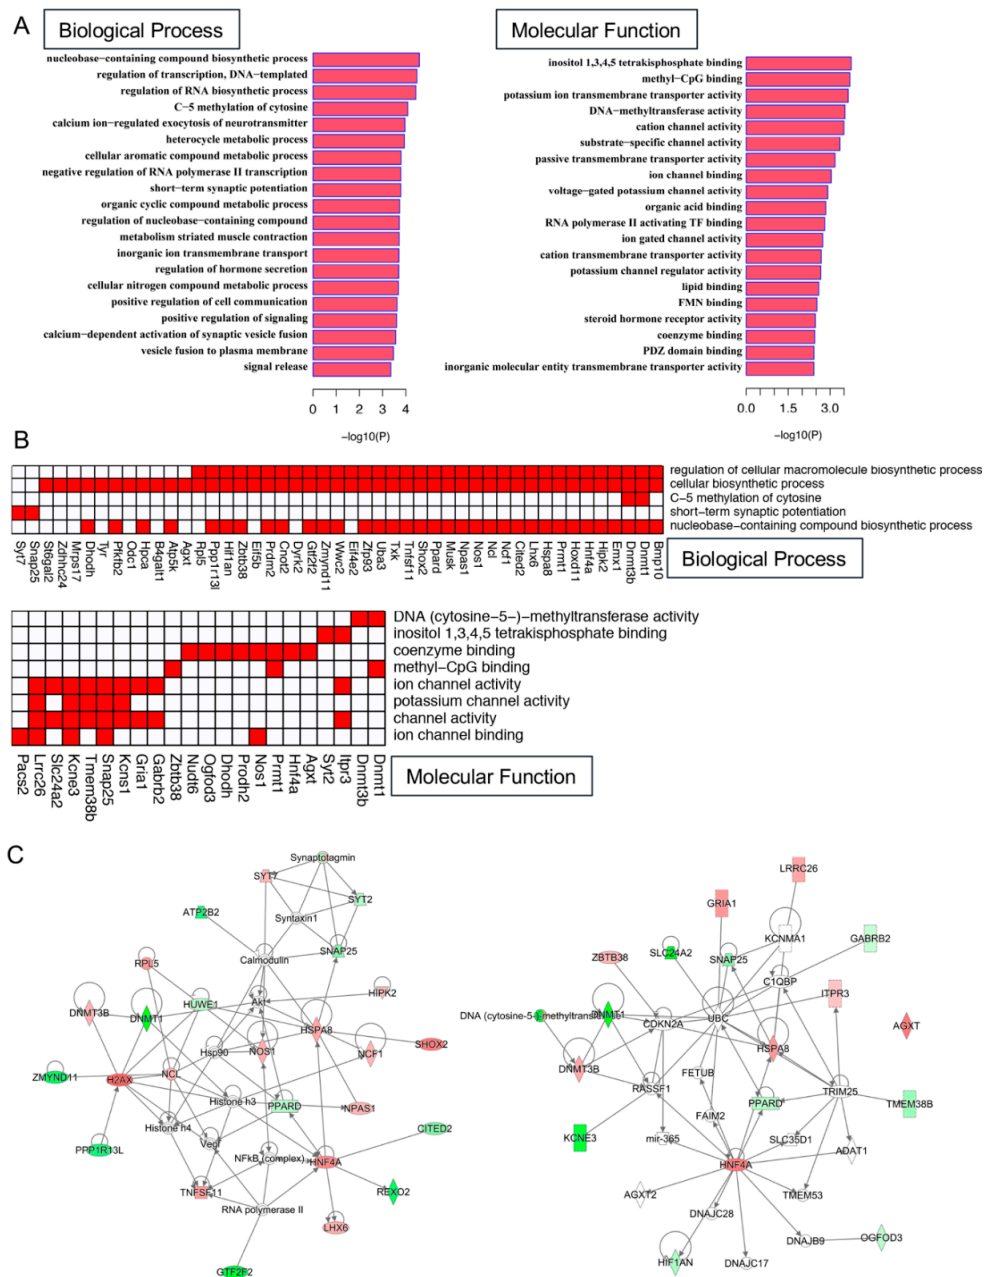 A
Biological Process
nucleobase−containing compound biosynthetic process
regulation of transcription, DNA−templated
regulation of RNA biosynthetic process
C−5 methylation of cytosine
calcium ion−regulated exocytosis of neurotransmitter
heterocycle metabolic process
cellular aromatic compound metabolic process
negative regulation of RNA polymerase II transcription
short−term synaptic potentiation
organic cyclic compound metabolic process
regulation of nucleobase−containing compound
metabolism striated muscle contraction
inorganic ion transmembrane transport
regulation of hormone secretion
cellular nitrogen compound metabolic process
positive regulation of cell communication
positive regulation of signaling
calcium−dependent activation of synaptic vesicle fusion
vesicle fusion to plasma membrane
signal release
0 1 2 3 4
−log10(P)
Molecular Function
inositol 1,3,4,5 tetrakisphosphate binding
methyl−CpG binding
potassium ion transmembrane transporter activity
DNA−methyltransferase activity
cation channel activity
substrate−specific channel activity
passive transmembrane transporter activity
ion channel binding
voltage−gated potassium channel activity
organic acid binding
RNA polymerase II activating TF binding
ion gated channel activity
cation transmembrane transporter activity
potassium channel regulator activity
lipid binding
FMN binding
steroid hormone receptor activity
coenzyme binding
PDZ domain binding
inorganic molecular entity transmembrane transporter activity
0.0 1.5 3.0
−log10(P)
B
regulation of cellular macromolecule biosynthetic process
cellular biosynthetic process
C−5 methylation of cytosine
short−term synaptic potentiation
nucleobase−containing compound biosynthetic process
Syt7
Snap25
St6gal2
Zdhhc24
Mrps17
Dhodh
Tyr
Pfkfb2
Odc1
Hpca
B4galt1
Atp5k
Agxt
Rpl5
Ppp1r13l
Hif1an
Zbtb38
Eif5b
Prdm2
Cnot2
Dyrk2
Gtf2f2
Zmynd11
Wwc2
Eif4e2
Zfp93
Uba3
Txk
Tnfsf11
Shox2
Ppard
Musk
Npas1
Nos1
Ncl
Ncf1
Cited2
Lhx6
Hspa8
Prmt1
Hoxd11
Hnf4a
Hipk2
Emx1
Dnmt3b
Dnmt1
Bmp10
Biological Process
DNA (cytosine−5−)−methyltransferase activity
inositol 1,3,4,5 tetrakisphosphate binding
coenzyme binding
methyl−CpG binding
ion channel activity
potassium channel activity
channel activity
ion channel binding
Pacs2
Lrrc26
Slc24a2
Kcne3
Tmem38b
Snap25
Kcns1
Gria1
Gabrb2
Zbtb38
Nudt6
Ogfod3
Dhodh
Prodh2
Nos1
Prmt1
Hnf4a
Agxt
Syt2
Itpr3
Dnmt3b
Dnmt1
Molecular Function
C
Synaptotagmin
SYT7
SYT2
ATP2B2
Syntaxin1
SNAP25
Calmodulin
RPL5
HIPK2
HUWE1
Akt
DNMT3B
DNMT1
HSPA8
SHOX2
Hsp90
NOS1
NCF1
ZMYND11
H2AX
NCL
Histone h3
PPARD
NPAS1
Histone h4
CITED2
Vegf
PPP1R13L
NFkB (complex)
HNF4A
TNFSF11
REXO2
RNA polymerase II
LHX6
GTF2F2
LRRC26
GRIA1
KCNMA1
GABRB2
ZBTB38
SLC24A2
SNAP25
C1QBP
ITPR3
AGXT
DNA (cytosine-5-)-methyltransferase
DNMT1
CDKN2A
UBC
HSPA8
DNMT3B
FETUB
RASSF1
TRIM25
PPARD
TMEM38B
FAIM2
KCNE3
mir-365
SLC35D1
ADAT1
HNF4A
AGXT2
TMEM53
DNAJC28
DNAJB9
OGFOD3
HIF1AN
DNAJC17